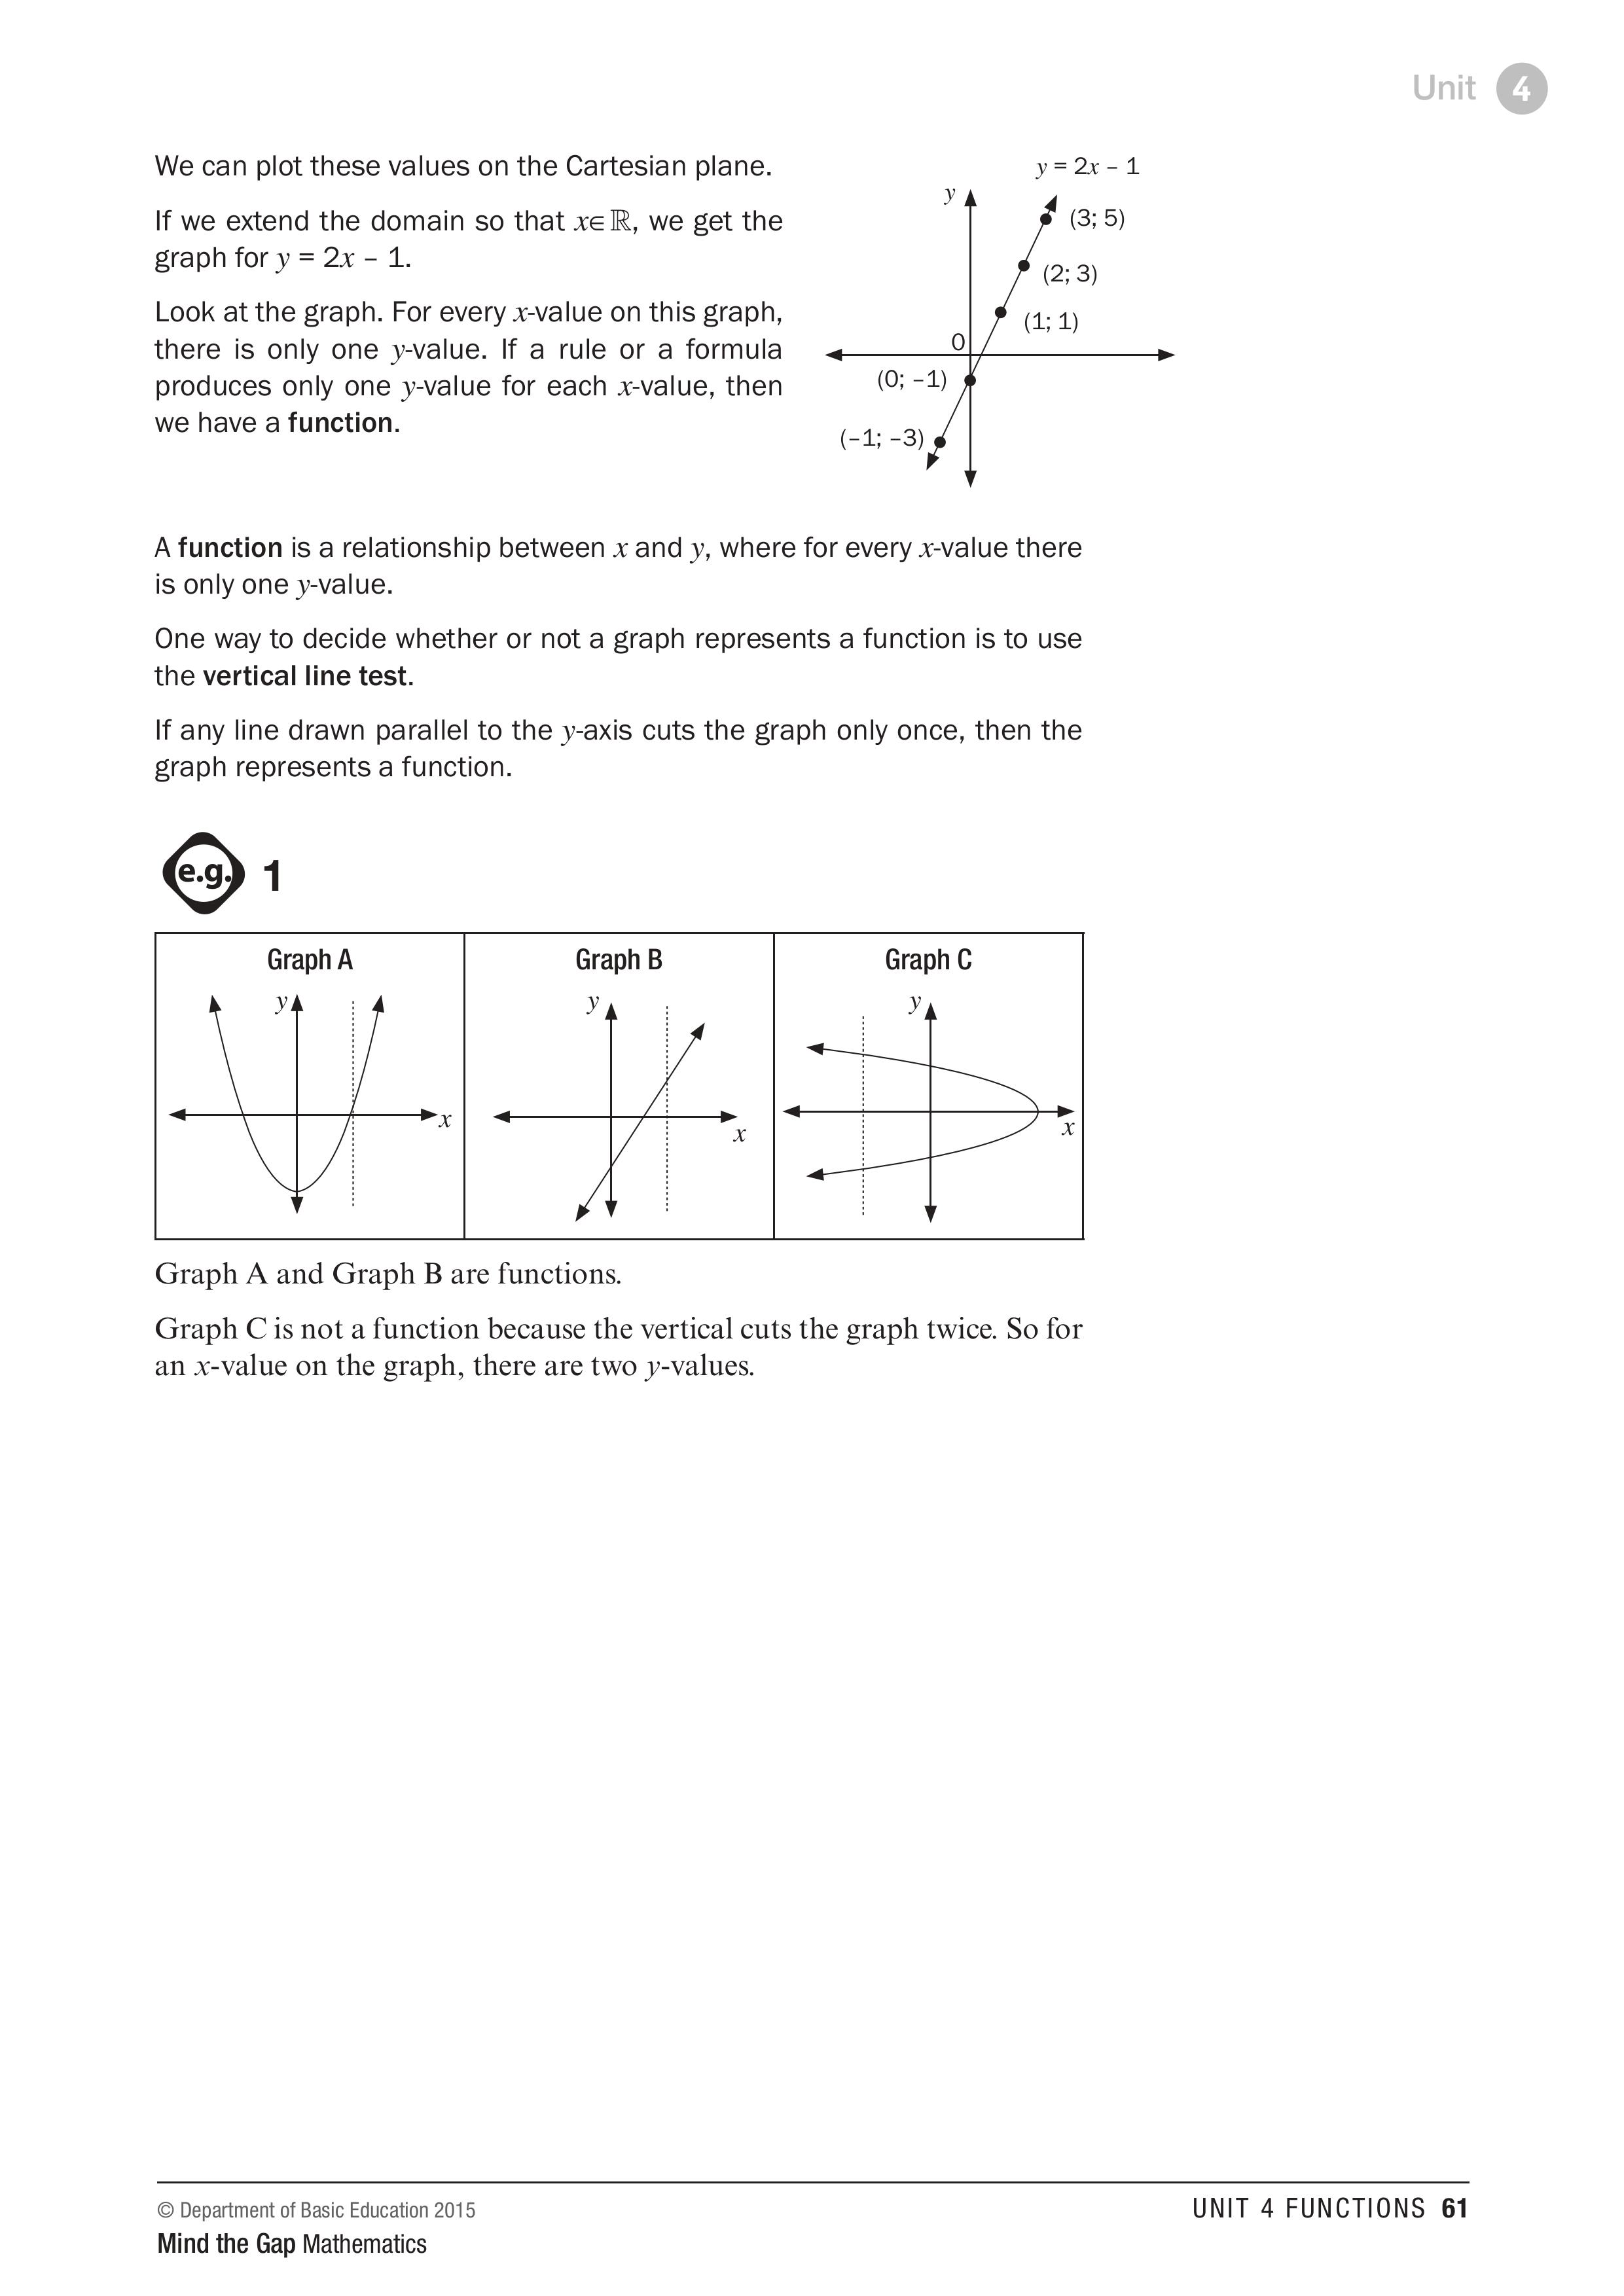 Unit 4
We can plot these values on the Cartesian plane.
If we extend the domain so that x∈ℝ, we get the
graph for y = 2x – 1.
Look at the graph. For every x-value on this graph,
there is only one y-value. If a rule or a formula
produces only one y-value for each x-value, then
we have a function.
y = 2x – 1
y
(3; 5)
(2; 3)
(1; 1)
0
(0; –1)
(–1; –3)
A function is a relationship between x and y, where for every x-value there
is only one y-value.
One way to decide whether or not a graph represents a function is to use
the vertical line test.
If any line drawn parallel to the y-axis cuts the graph only once, then the
graph represents a function.
e.g. 1
Graph A
y
x
Graph B
y
x
Graph C
y
x
Graph A and Graph B are functions.
Graph C is not a function because the vertical cuts the graph twice. So for
an x-value on the graph, there are two y-values.
© Department of Basic Education 2015
Mind the Gap Mathematics
UNIT 4 FUNCTIONS 61